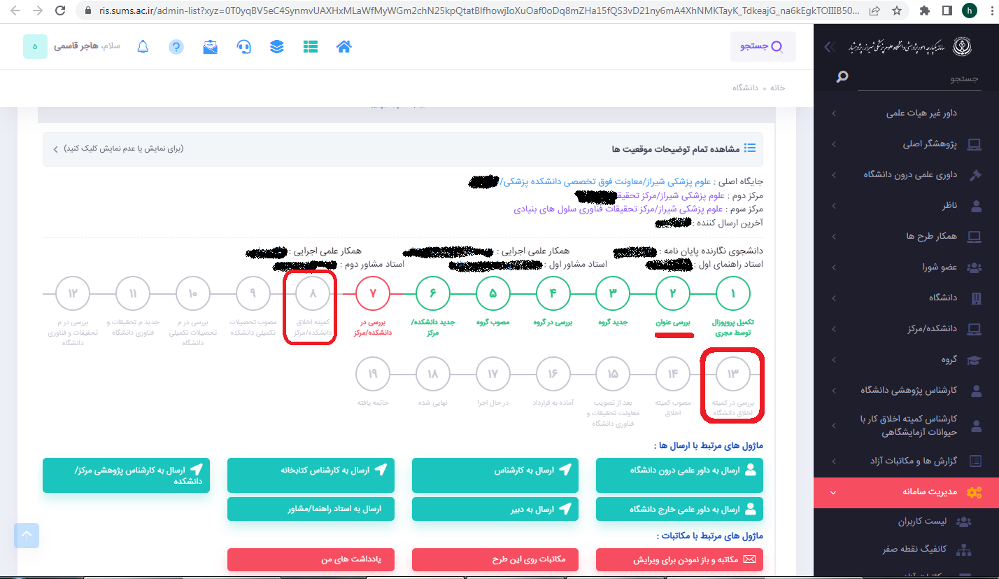 ris.sums.ac.ir/admin-list?xyz=0T0yqBV5eC4SynmvUAXHxMLaWfMyWGm2chN25kpQtatBlfhowjIoXuOaf0oDq8mZHa15fQS3vD21ny6mA4XhNMKTayK_TdkeajG_na6kEgkTOIIIB50...
h
سامانه یکپارچه امور پژوهشی دانشگاه علوم پزشکی شیراز، پژوهشیار
جستجو
سلام، هاجر قاسمی
ه
جستجو
خانه • دانشگاه
داور غیر هیات علمی
پژوهشگر اصلی
داوری علمی درون دانشگاه
ناظر
همکار طرح ها
عضو شورا
دانشگاه
دانشکده/مرکز
گروه
کارشناس پژوهشی دانشگاه
کارشناس کمیته اخلاق کار با
حیوانات آزمایشگاهی
گزارش ها و مکاتبات آزاد
مدیریت سامانه
لیست کاربران
کانفیگ نقطه صفر
مشاهده تمام توضیحات موقعیت ها
(برای نمایش یا عدم نمایش کلیک کنید)
جایگاه اصلی : علوم پزشکی شیراز/معاونت فوق تخصصی دانشکده پزشکی/
مرکز دوم : علوم پزشکی شیراز/مرکز تحقیقا
مرکز سوم : علوم پزشکی شیراز/مرکز تحقیقات فناوری سلول های بنیادی
آخرین ارسال کننده :
دانشجوی نگارنده پایان نامه : همکار علمی اجرایی : همکار علمی اجرایی :
استاد راهنمای اول : استاد مشاور اول : استاد مشاور دوم :
۱ ۲ ۳ ۴ ۵ ۶ ۷ ۸ ۹ ۱۰ ۱۱ ۱۲
تکمیل پروپوزال
توسط مجری
بررسی عنوان
جدید گروه
بررسی در گروه
مصوب گروه
جدید دانشکده/
مرکز
بررسی در
دانشکده/مرکز
کمیته اخلاق
دانشکده/مرکز
مصوب تحصیلات
تکمیلی دانشکده
بررسی در م
تحصیلات تکمیلی
دانشگاه
جدید م تحقیقات و
فناوری دانشگاه
بررسی در م
تحقیقات و فناوری
دانشگاه
۱۳ ۱۴ ۱۵ ۱۶ ۱۷ ۱۸ ۱۹
بررسی در کمیته
اخلاق دانشگاه
مصوب کمیته
اخلاق
بعد از تصویب
معاونت تحقیقات و
فناوری دانشگاه
آماده به قرارداد
در حال اجرا
نهایی شده
خاتمه یافته
ماژول های مرتبط با ارسال ها :
ارسال به داور علمی درون دانشگاه
ارسال به کارشناس
ارسال به کارشناس کتابخانه
ارسال به کارشناس پژوهشی مرکز/
دانشکده
ارسال به داور علمی خارج دانشگاه
ارسال به دبیر
ارسال به استاد راهنما/مشاور
ماژول های مرتبط با مکاتبات :
مکاتبه و باز نمودن برای ویرایش
مکاتبات روی این طرح
یادداشت های من